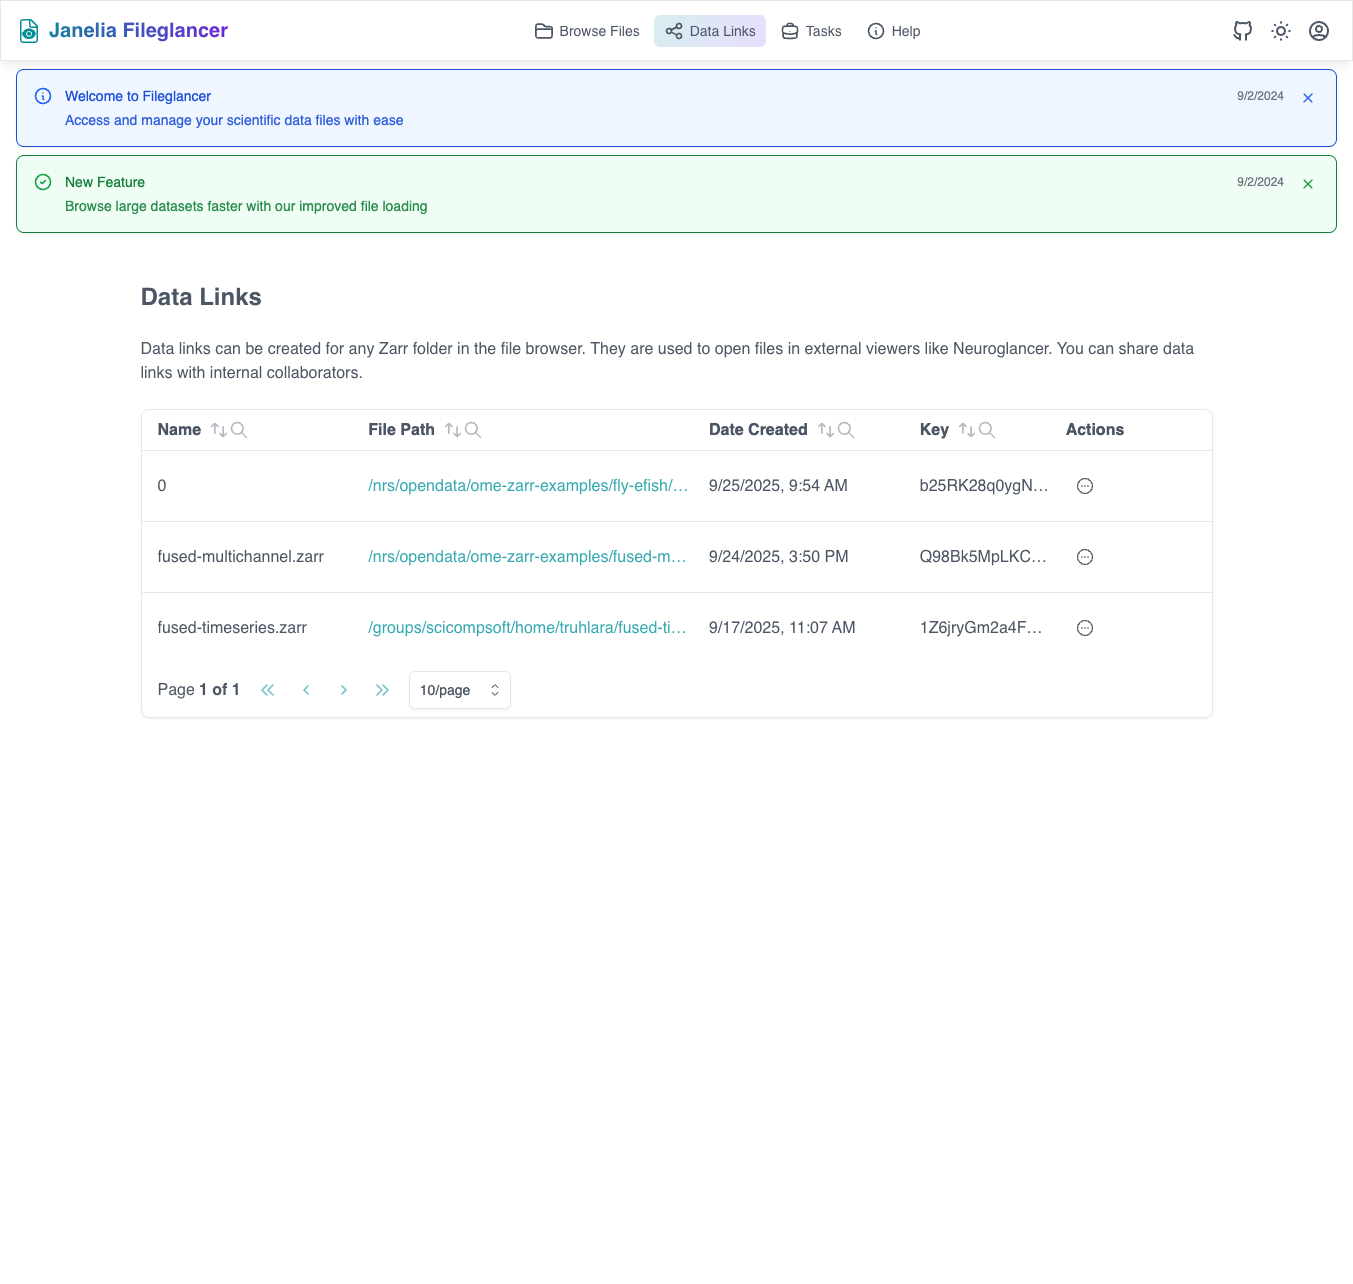 Janelia Fileglancer
Browse Files
Data Links
Tasks
Help
Welcome to Fileglancer
9/2/2024
Access and manage your scientific data files with ease
New Feature
9/2/2024
Browse large datasets faster with our improved file loading
Data Links
Data links can be created for any Zarr folder in the file browser. They are used to open files in external viewers like Neuroglancer. You can share data
links with internal collaborators.
Name File Path Date Created Key Actions
0 /nrs/opendata/ome-zarr-examples/fly-efish/... 9/25/2025, 9:54 AM b25RK28q0ygN...
fused-multichannel.zarr /nrs/opendata/ome-zarr-examples/fused-m... 9/24/2025, 3:50 PM Q98Bk5MpLKC...
fused-timeseries.zarr /groups/scicompsoft/home/truhlara/fused-ti... 9/17/2025, 11:07 AM 1Z6jryGm2a4F...
Page 1 of 1 10/page